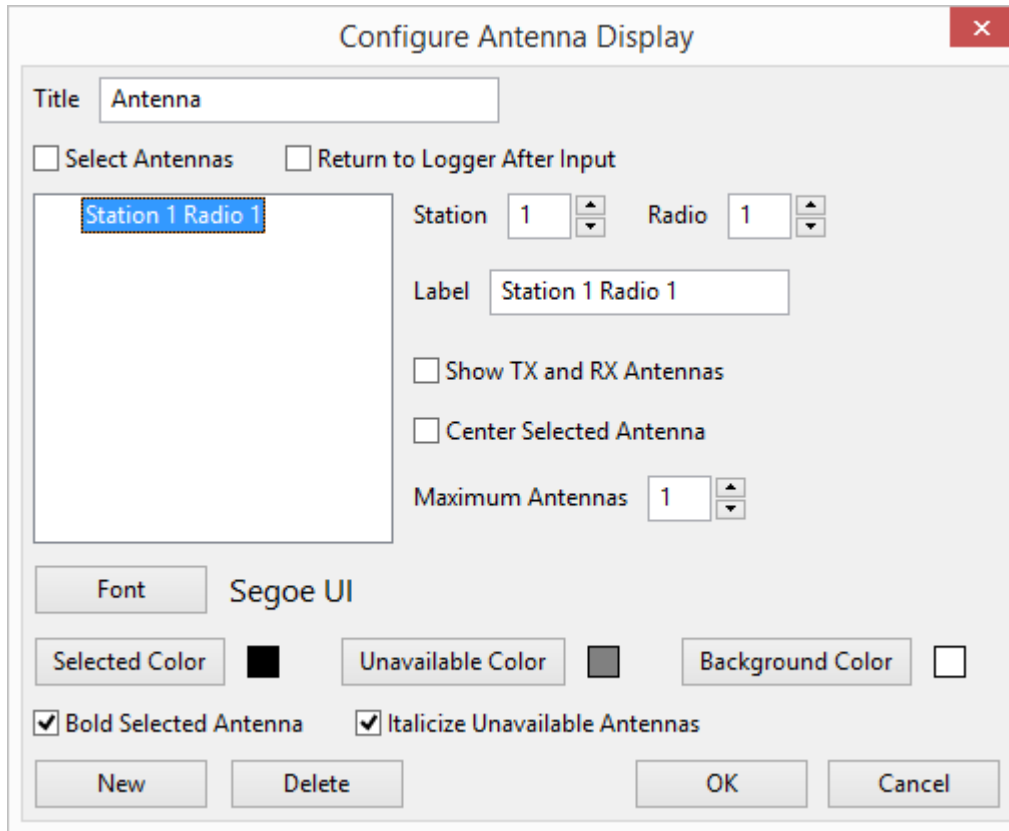 Configure Antenna Display
Title Antenna
Select Antennas Return to Logger After Input
Station 1 Radio 1
Station 1 Radio 1
Label Station 1 Radio 1
Show TX and RX Antennas
Center Selected Antenna
Maximum Antennas 1
Font Segoe UI
Selected Color Unavailable Color Background Color
Bold Selected Antenna Italicize Unavailable Antennas
New Delete OK Cancel